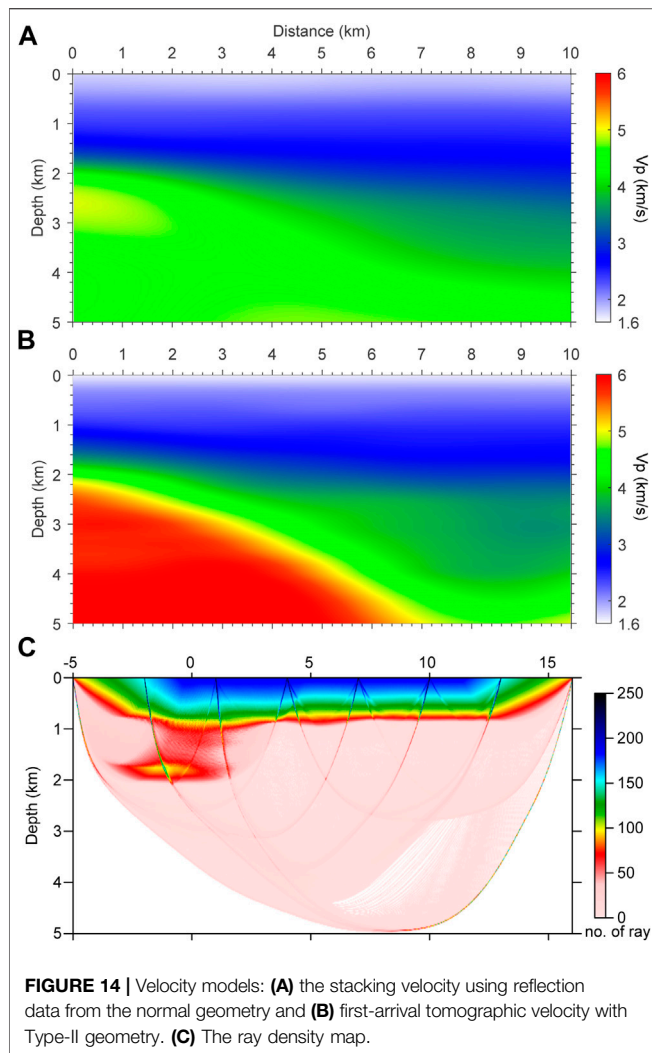 A
Distance (km)
0 1 2 3 4 5 6 7 8 9 10
0
1
2
3
4
5
Depth (km)
6
5
4
3
2
1.6
Vp (km/s)
B
0 1 2 3 4 5 6 7 8 9 10
0
1
2
3
4
5
Depth (km)
6
5
4
3
2
1.6
Vp (km/s)
C
-5 0 5 10 15
0
1
2
3
4
5
Depth (km)
250
200
150
100
50
0
no. of ray
FIGURE 14 | Velocity models: (A) the stacking velocity using reflection
data from the normal geometry and (B) first-arrival tomographic velocity with
Type-II geometry. (C) The ray density map.